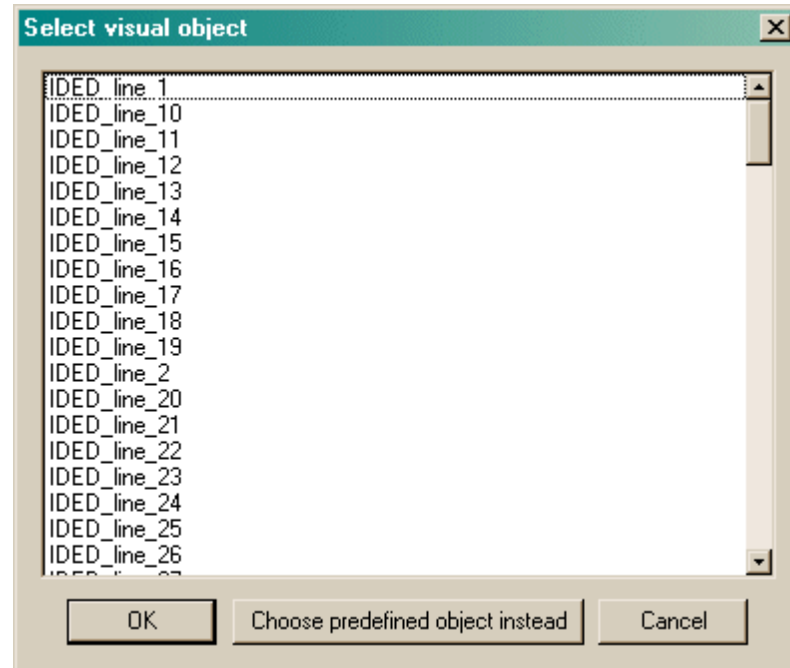 Select visual object
IDED_line_1
IDED_line_10
IDED_line_11
IDED_line_12
IDED_line_13
IDED_line_14
IDED_line_15
IDED_line_16
IDED_line_17
IDED_line_18
IDED_line_19
IDED_line_2
IDED_line_20
IDED_line_21
IDED_line_22
IDED_line_23
IDED_line_24
IDED_line_25
IDED_line_26
OK Choose predefined object instead Cancel